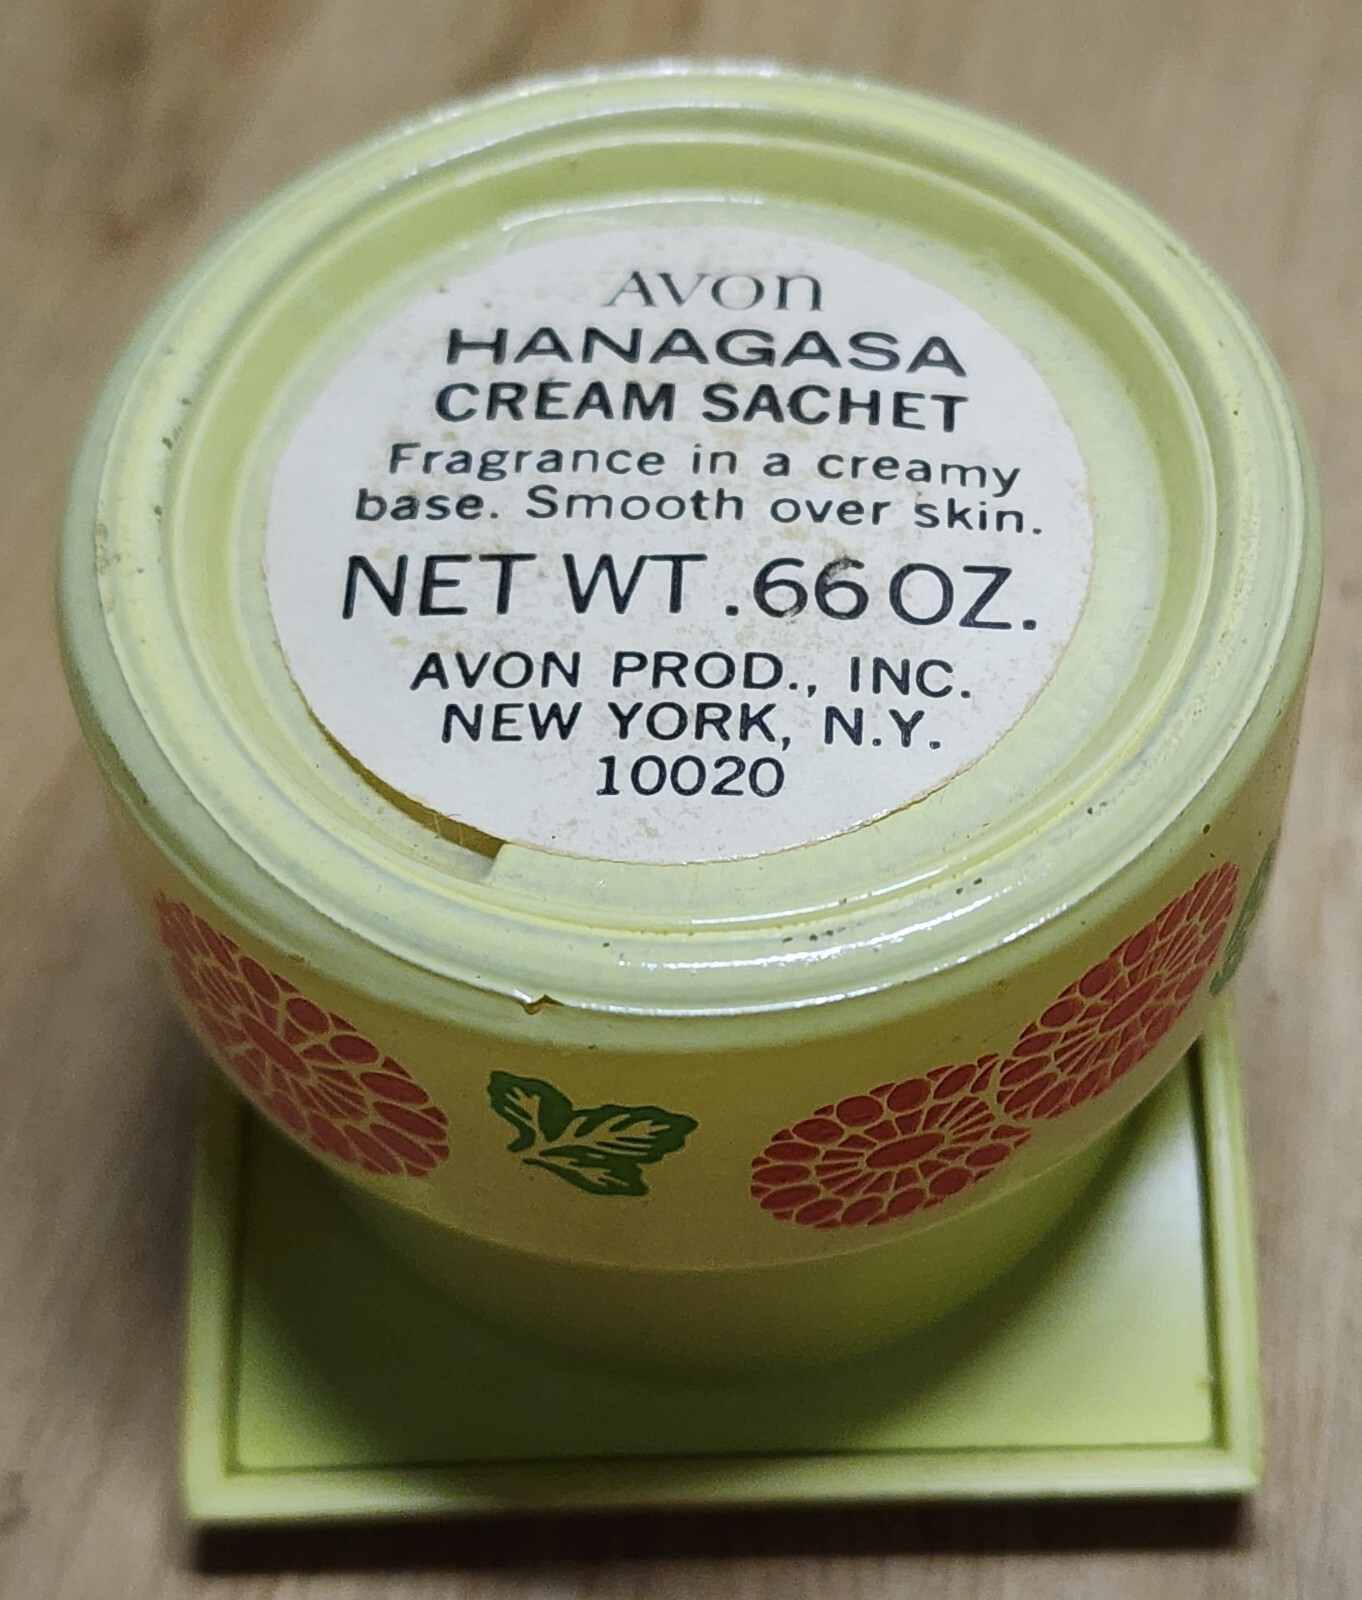 AVON
HANAGASA
CREAM SACHET
Fragrance in a creamy
base. Smooth over skin.
NET WT .66 OZ.
AVON PROD., INC.
NEW YORK, N.Y.
10020